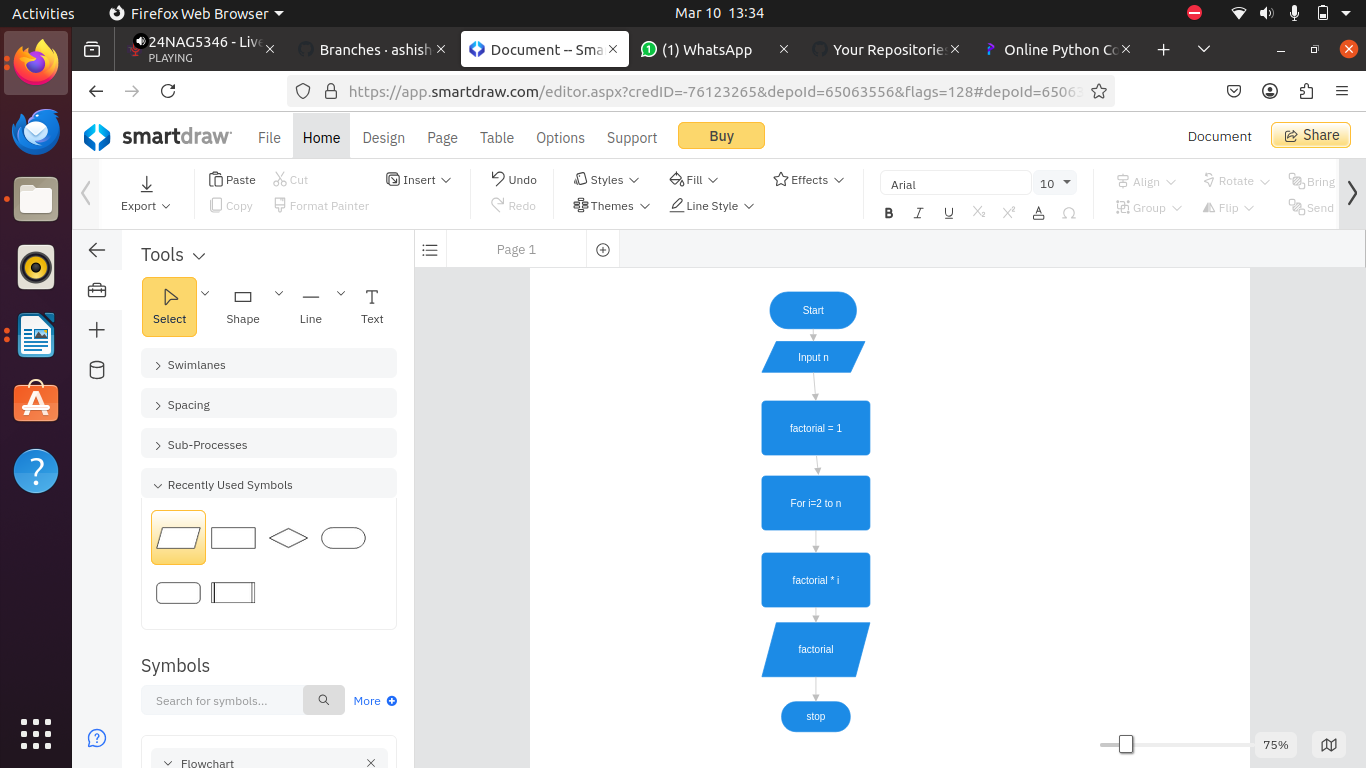 Activities
Firefox Web Browser
Mar 10 13:34
24NAG5346 - Live
PLAYING
Branches · ashish
Document -- Sma
(1) WhatsApp
Your Repositories
Online Python Co
https://app.smartdraw.com/editor.aspx?credID=-76123265&depoId=65063556&flags=128#depoId=65063
smartdraw
File
Home
Design
Page
Table
Options
Support
Buy
Document
Share
Export
Paste
Cut
Copy
Format Painter
Insert
Undo
Redo
Styles
Fill
Themes
Line Style
Effects
Arial
10
B I U X₂ X² A Ω
Align
Rotate
Bring
Group
Flip
Send
Tools
Page 1
Select
Shape
Line
Text
Swimlanes
Spacing
Sub-Processes
Recently Used Symbols
Symbols
Search for symbols...
More
Flowchart
Start
Input n
factorial = 1
For i=2 to n
factorial * i
factorial
stop
75%